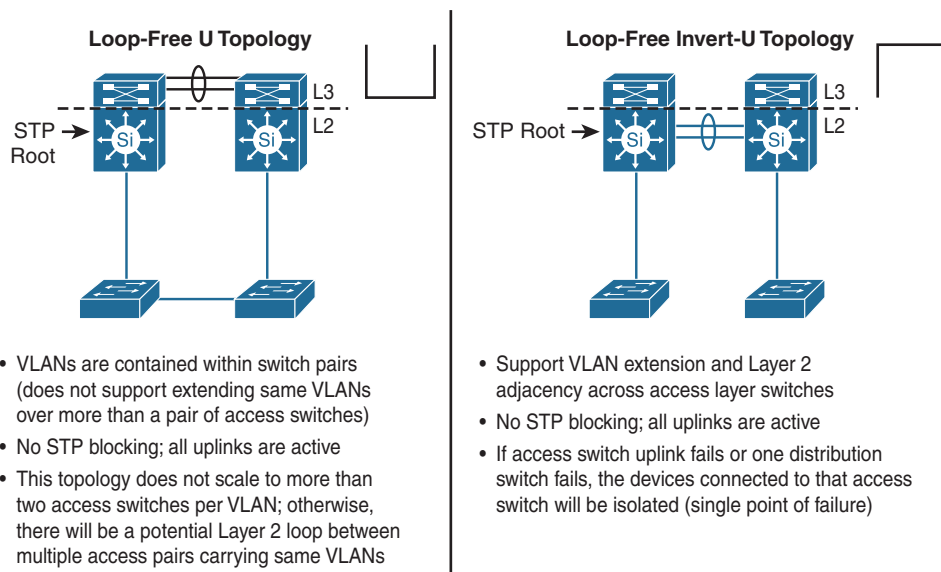 Loop-Free U Topology
L3
L2
STP
Root
Si
Si
• VLANs are contained within switch pairs
(does not support extending same VLANs
over more than a pair of access switches)
• No STP blocking; all uplinks are active
• This topology does not scale to more than
two access switches per VLAN; otherwise,
there will be a potential Layer 2 loop between
multiple access pairs carrying same VLANs
Loop-Free Invert-U Topology
L3
L2
STP Root
Si
Si
• Support VLAN extension and Layer 2
adjacency across access layer switches
• No STP blocking; all uplinks are active
• If access switch uplink fails or one distribution
switch fails, the devices connected to that access
switch will be isolated (single point of failure)